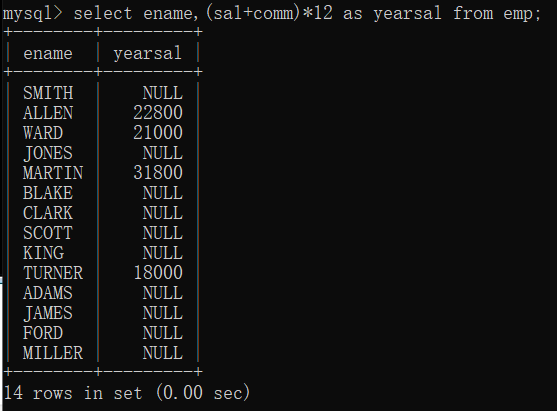 mysql> select ename,(sal+comm)*12 as yearsal from emp;
+--------+---------+
| ename  | yearsal |
+--------+---------+
| SMITH  |    NULL |
| ALLEN  |   22800 |
| WARD   |   21000 |
| JONES  |    NULL |
| MARTIN |   31800 |
| BLAKE  |    NULL |
| CLARK  |    NULL |
| SCOTT  |    NULL |
| KING   |    NULL |
| TURNER |   18000 |
| ADAMS  |    NULL |
| JAMES  |    NULL |
| FORD   |    NULL |
| MILLER |    NULL |
+--------+---------+
14 rows in set (0.00 sec)